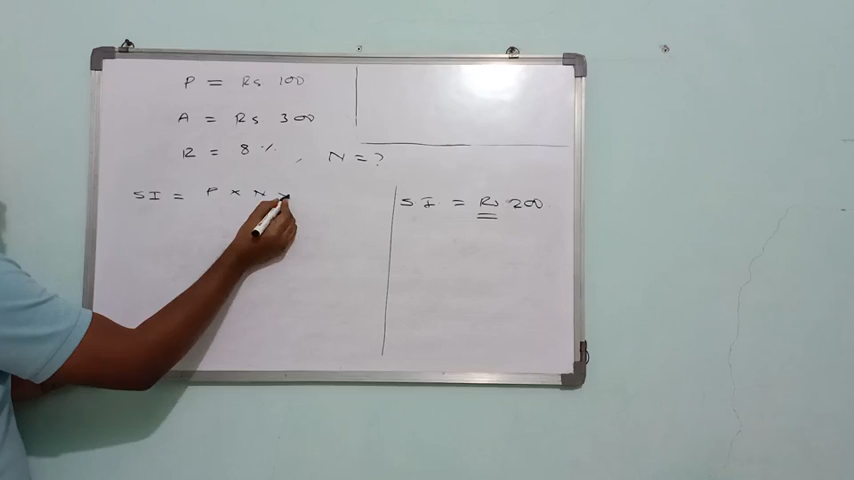 P = Rs 100
A = Rs 300
R = 8 %, N = ?
SI = P × N ×
SI = Rs 200